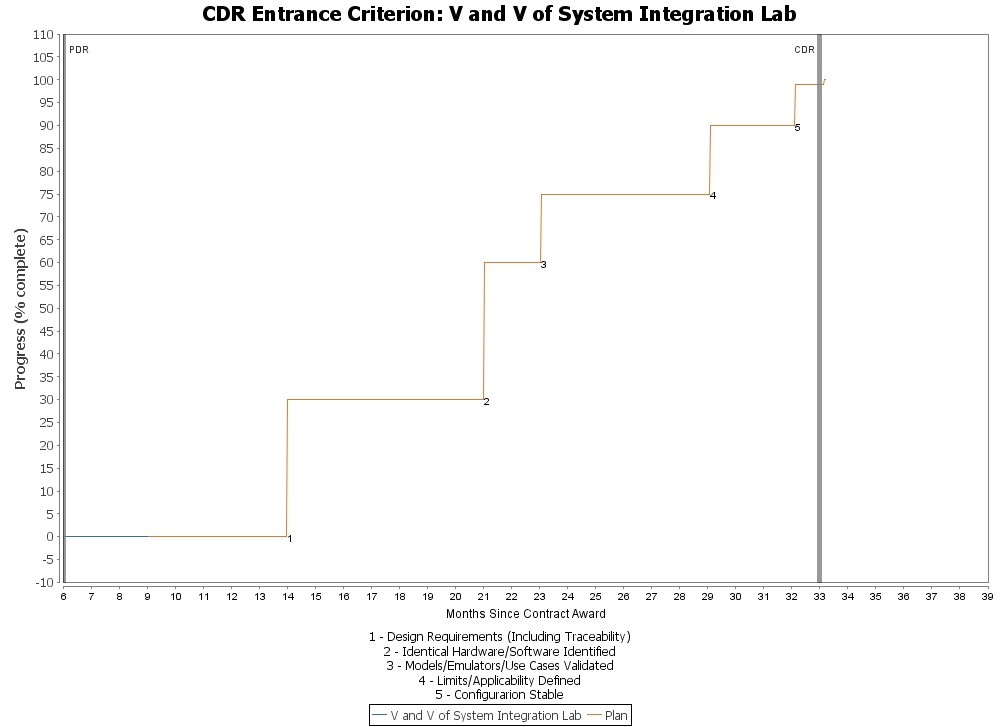 CDR Entrance Criterion: V and V of System Integration Lab
Progress (% complete)
110
105
100
95
90
85
80
75
70
65
60
55
50
45
40
35
30
25
20
15
10
5
0
-5
-10
PDR
CDR
5
4
3
2
1
6 7 8 9 10 11 12 13 14 15 16 17 18 19 20 21 22 23 24 25 26 27 28 29 30 31 32 33 34 35 36 37 38 39
Months Since Contract Award
1 - Design Requirements (Including Traceability)
2 - Identical Hardware/Software Identified
3 - Models/Emulators/Use Cases Validated
4 - Limits/Applicability Defined
5 - Configurarion Stable
V and V of System Integration Lab Plan